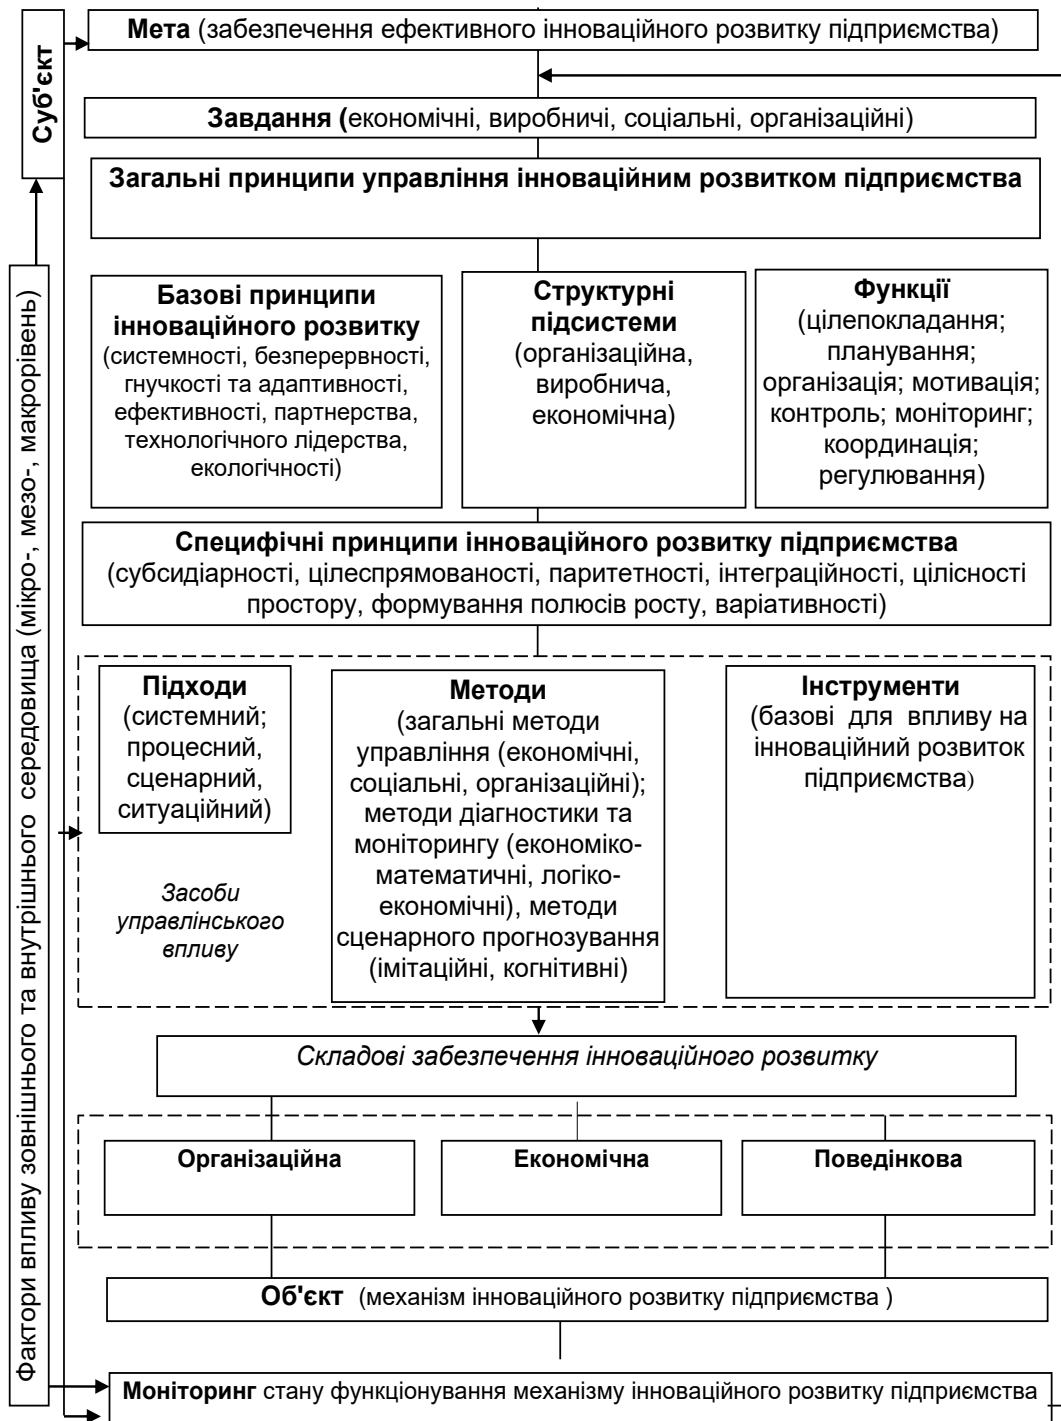 Суб'єкт
Мета (забезпечення ефективного інноваційного розвитку підприємства)
Завдання (економічні, виробничі, соціальні, організаційні)
Загальні принципи управління інноваційним розвитком підприємства
Фактори впливу зовнішнього та внутрішнього середовища (мікро-, мезо-, макрорівень)
Базові принципи
інноваційного розвитку
(системності, безперервності,
гнучкості та адаптивності,
ефективності, партнерства,
технологічного лідерства,
екологічності)
Структурні
підсистеми
(організаційна,
виробнича,
економічна)
Функції
(цілепокладання;
планування;
організація; мотивація;
контроль; моніторинг;
координація;
регулювання)
Специфічні принципи інноваційного розвитку підприємства
(субсидіарності, цілеспрямованості, паритетності, інтеграційності, цілісності
простору, формування полюсів росту, варіативності)
Підходи
(системний;
процесний,
сценарний,
ситуаційний)
Засоби
управлінського
впливу
Методи
(загальні методи
управління (економічні,
соціальні, організаційні);
методи діагностики та
моніторингу (економіко-
математичні, логіко-
економічні), методи
сценарного прогнозування
(імітаційні, когнітивні)
Інструменти
(базові для впливу на
інноваційний розвиток
підприємства)
Складові забезпечення інноваційного розвитку
Організаційна
Економічна
Поведінкова
Об'єкт (механізм інноваційного розвитку підприємства )
Моніторинг стану функціонування механізму інноваційного розвитку підприємства